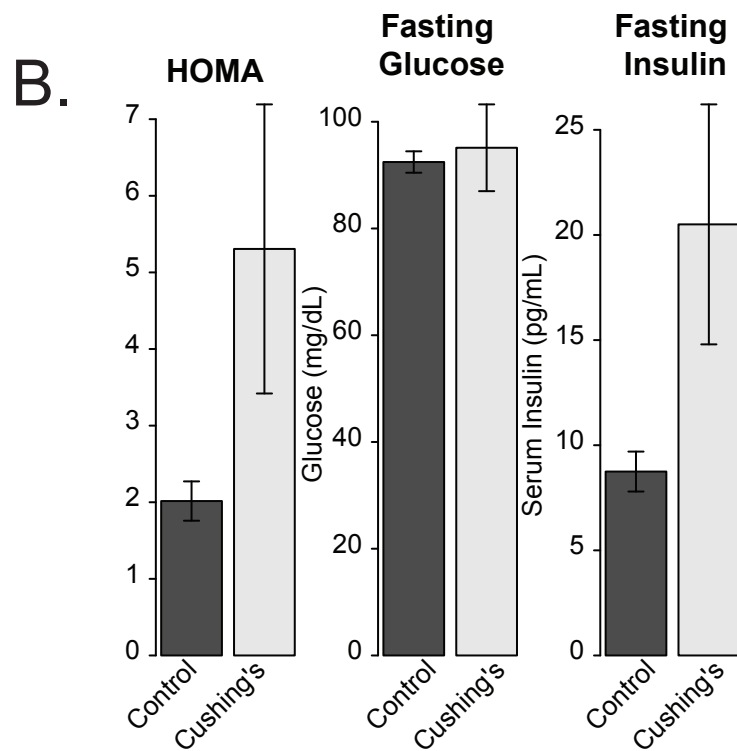 B.
HOMA
7
6
5
4
3
2
1
0
Control
Cushing's
Fasting
Glucose
Glucose (mg/dL)
100
80
60
40
20
0
Control
Cushing's
Fasting
Insulin
Serum Insulin (pg/mL)
25
20
15
10
5
0
Control
Cushing's